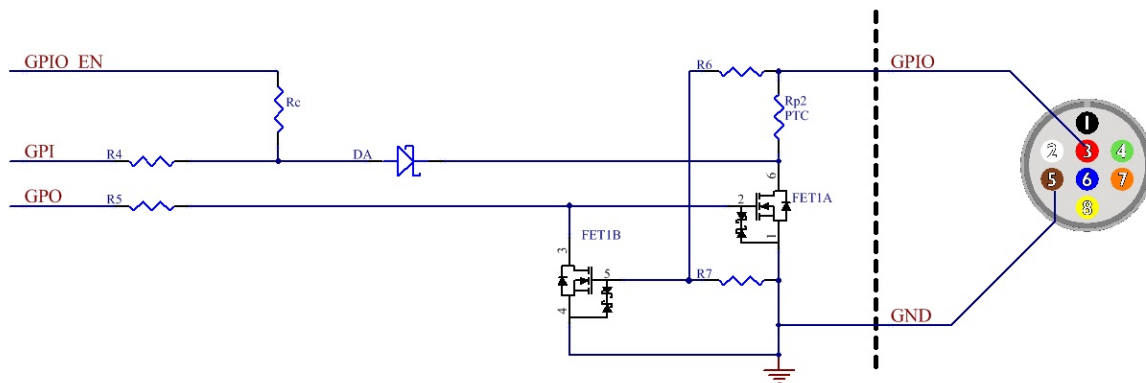 GPIO_EN
R6
GPIO
Rc
Rp2
PTC
1
GPI
R4
DA
2
3
4
6
5
6
7
GPO
R5
2
FET1A
8
1
FET1B
3
5
R7
4
GND